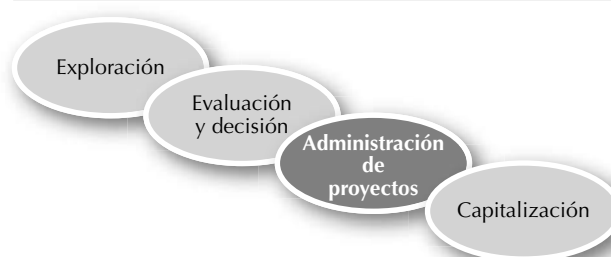 Exploración
Evaluación
y decisión
Administración
de
proyectos
Capitalización